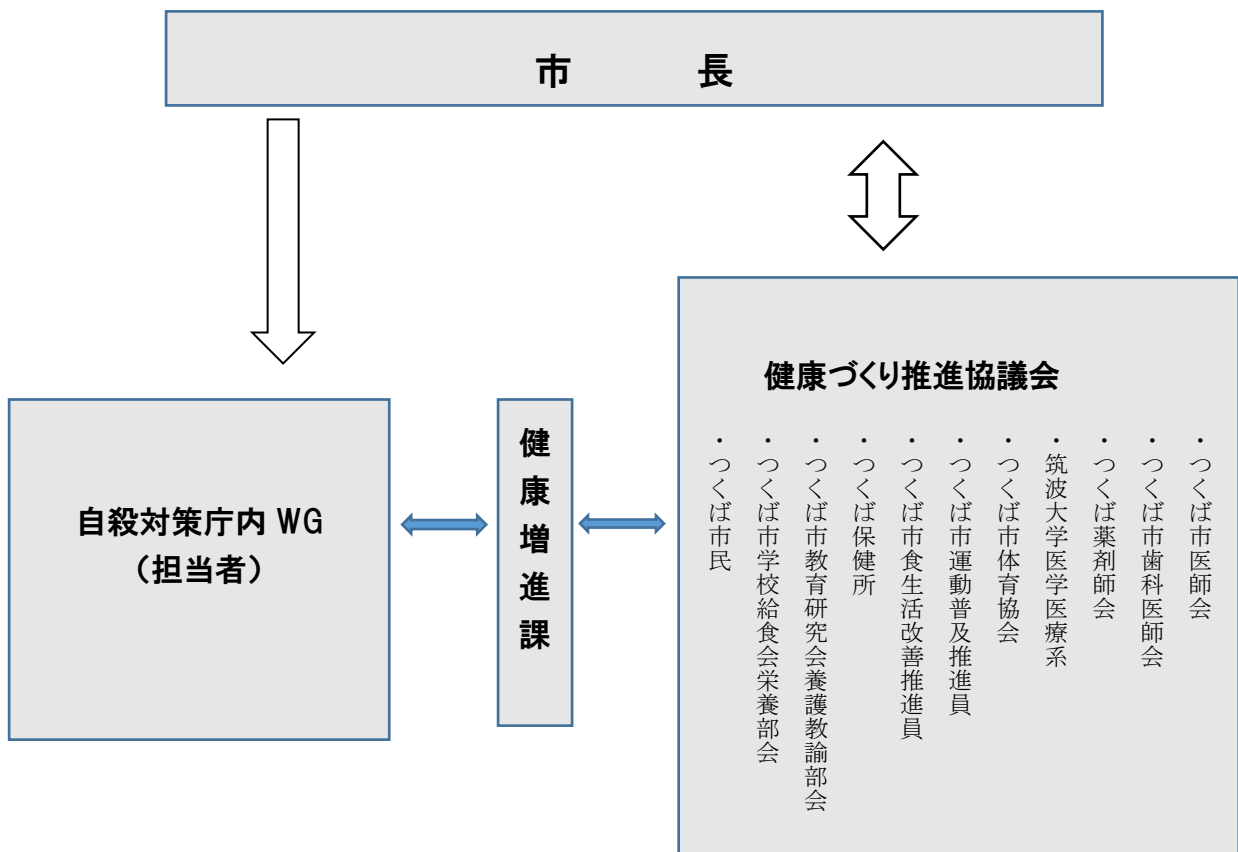 市　　長
健康づくり推進協議会
・つくば市医師会
・つくば市歯科医師会
・つくば薬剤師会
・筑波大学医学医療系
・つくば市体育協会
・つくば市運動普及推進員
・つくば市食生活改善推進員
・つくば保健所
・つくば市教育研究会養護教諭部会
・つくば市学校給食会栄養部会
・つくば市民
健康増進課
自殺対策庁内 WG
（担当者）